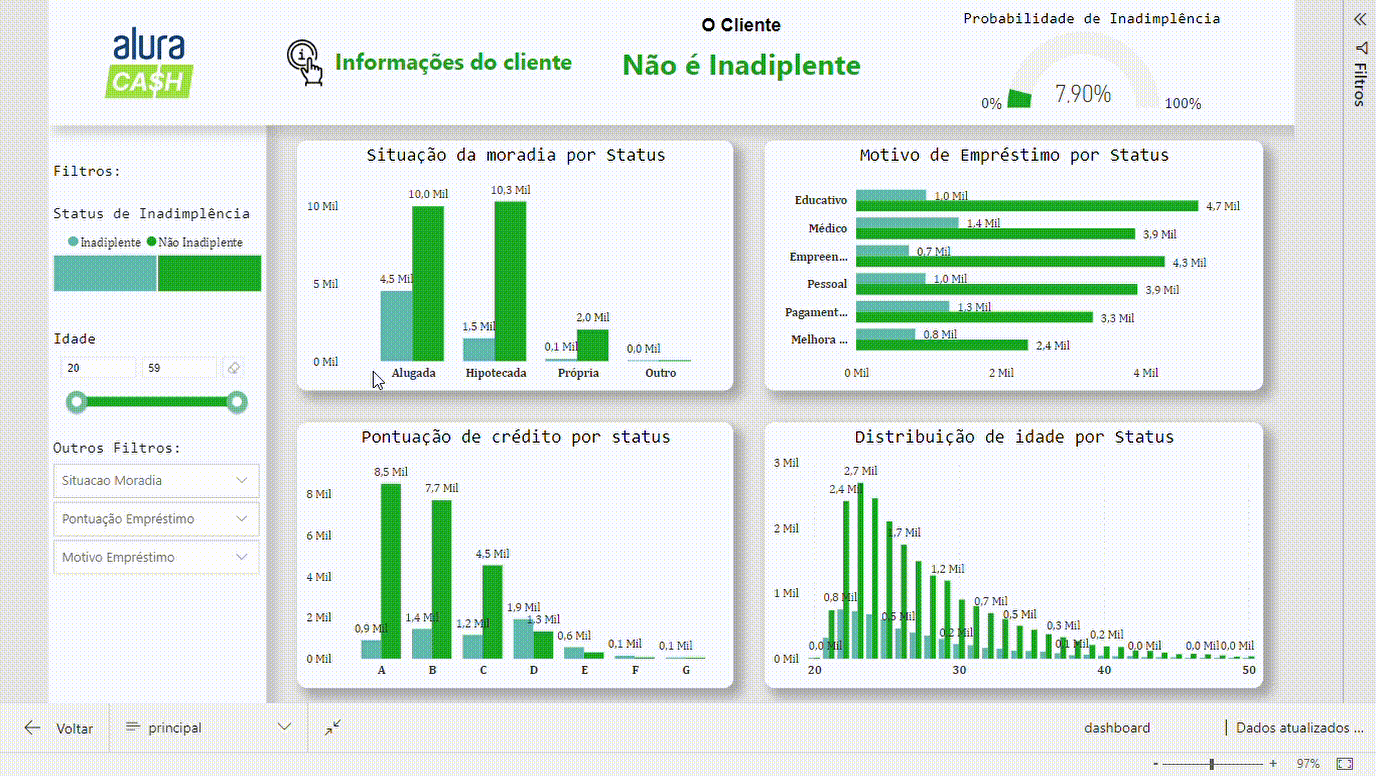 alura
CA$H
Informações do cliente
O Cliente
Não é Inadiplente
Probabilidade de Inadimplência
0%
7,90%
100%
Filtros
Filtros:
Status de Inadimplência
Inadiplente
Não Inadiplente
Idade
20
59
Outros Filtros:
Situacao Moradia
Pontuação Empréstimo
Motivo Empréstimo
Situação da moradia por Status
10 Mil
5 Mil
0 Mil
4,5 Mil
10,0 Mil
1,5 Mil
10,3 Mil
0,1 Mil
2,0 Mil
0,0 Mil
Alugada
Hipotecada
Própria
Outro
Motivo de Empréstimo por Status
Educativo
1,0 Mil
4,7 Mil
Médico
1,4 Mil
3,9 Mil
Empreen...
0,7 Mil
4,3 Mil
Pessoal
1,0 Mil
3,9 Mil
Pagament...
1,3 Mil
3,3 Mil
Melhora ...
0,8 Mil
2,4 Mil
0 Mil
2 Mil
4 Mil
Pontuação de crédito por status
8 Mil
6 Mil
4 Mil
2 Mil
0 Mil
0,9 Mil
8,5 Mil
1,4 Mil
7,7 Mil
1,2 Mil
4,5 Mil
1,9 Mil
1,3 Mil
0,6 Mil
0,1 Mil
0,1 Mil
A
B
C
D
E
F
G
Distribuição de idade por Status
3 Mil
2 Mil
1 Mil
0 Mil
0,0 Mil
0,8 Mil
2,4 Mil
2,7 Mil
0,5 Mil
1,7 Mil
1,2 Mil
0,2 Mil
0,7 Mil
0,5 Mil
0,3 Mil
0,1 Mil
0,2 Mil
0,0 Mil
0,0 Mil
0,0 Mil
20
30
40
50
Voltar
principal
dashboard
Dados atualizados ...
-
+
97%